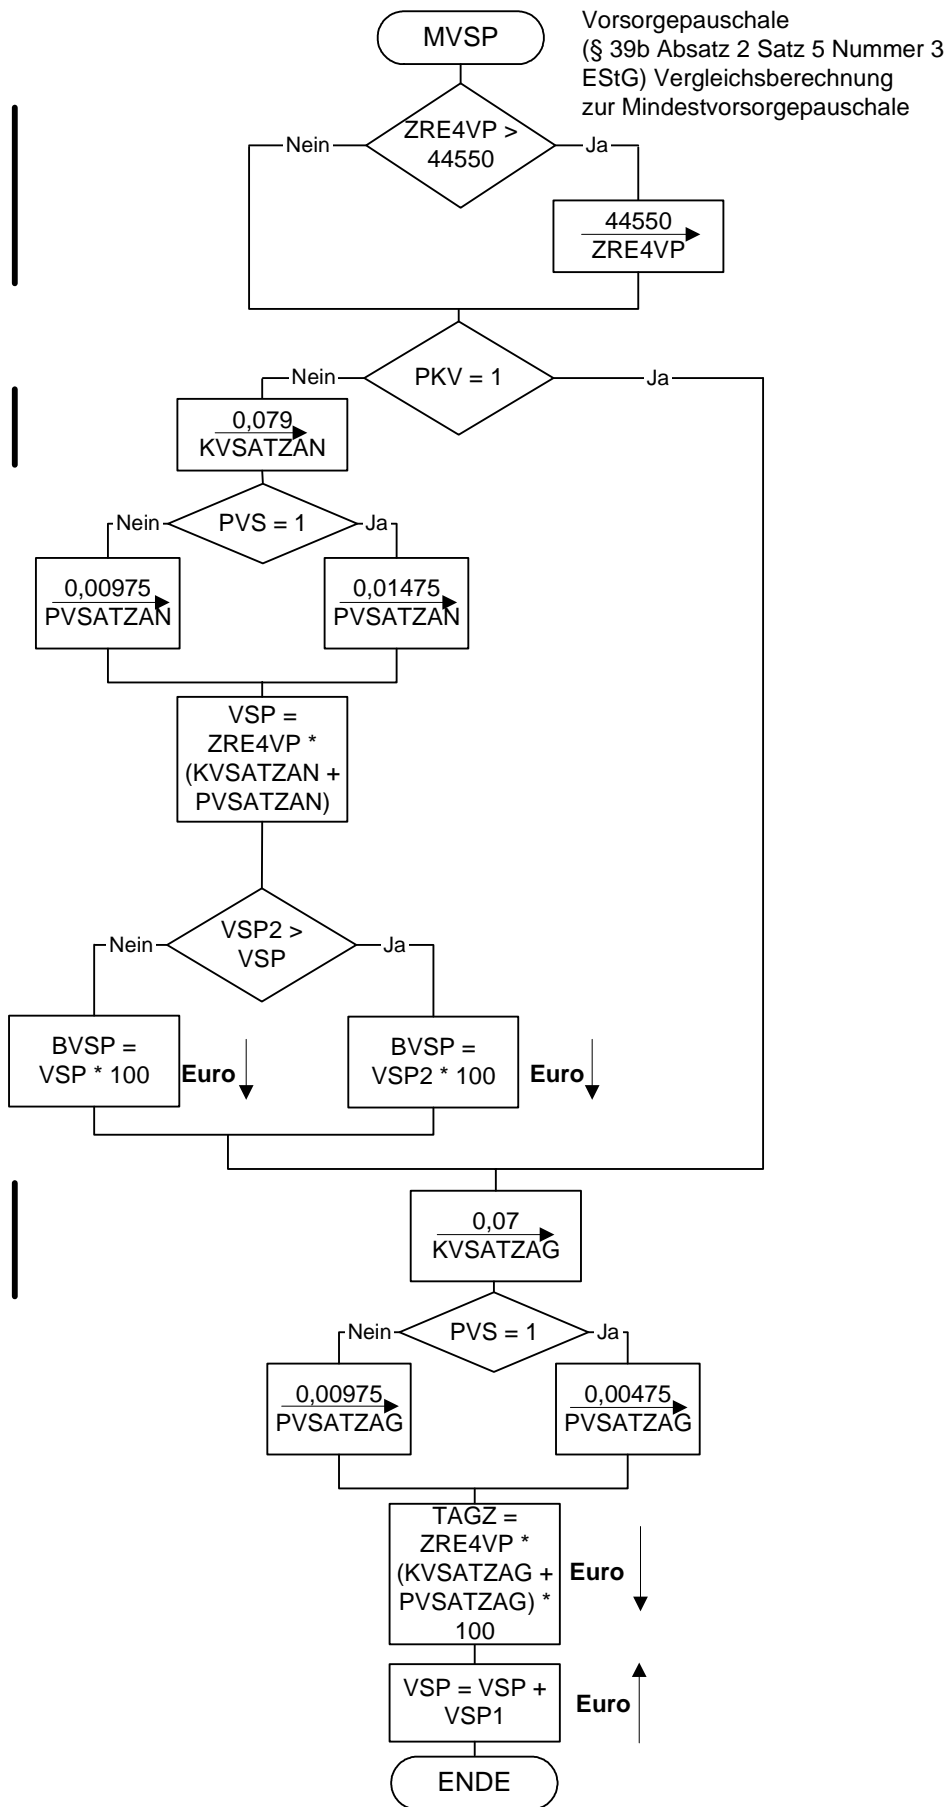 MVSP
Vorsorgepauschale
(§ 39b Absatz 2 Satz 5 Nummer 3
EStG) Vergleichsberechnung
zur Mindestvorsorgepauschale
ZRE4VP >
44550
Nein
Ja
44550
ZRE4VP
PKV = 1
Nein
Ja
0,079
KVSATZAN
PVS = 1
Nein
Ja
0,00975
PVSATZAN
0,01475
PVSATZAN
VSP =
ZRE4VP *
(KVSATZAN +
PVSATZAN)
VSP2 >
VSP
Nein
Ja
BVSP =
VSP * 100
Euro
BVSP =
VSP2 * 100
Euro
0,07
KVSATZAG
PVS = 1
Nein
Ja
0,00975
PVSATZAG
0,00475
PVSATZAG
TAGZ =
ZRE4VP *
(KVSATZAG +
PVSATZAG) *
100
Euro
VSP = VSP +
VSP1
Euro
ENDE